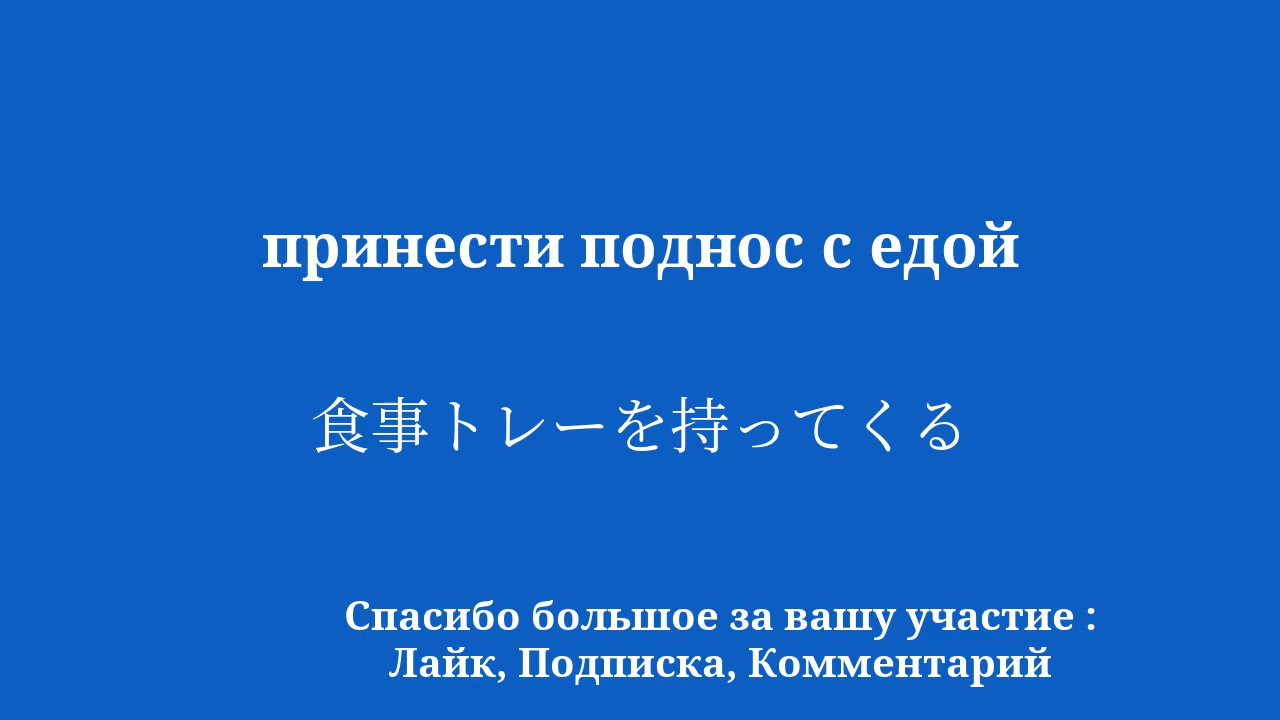 принести поднос с едой
食事トレーを持ってくる
Спасибо большое за вашу участие :
Лайк, Подписка, Комментарий